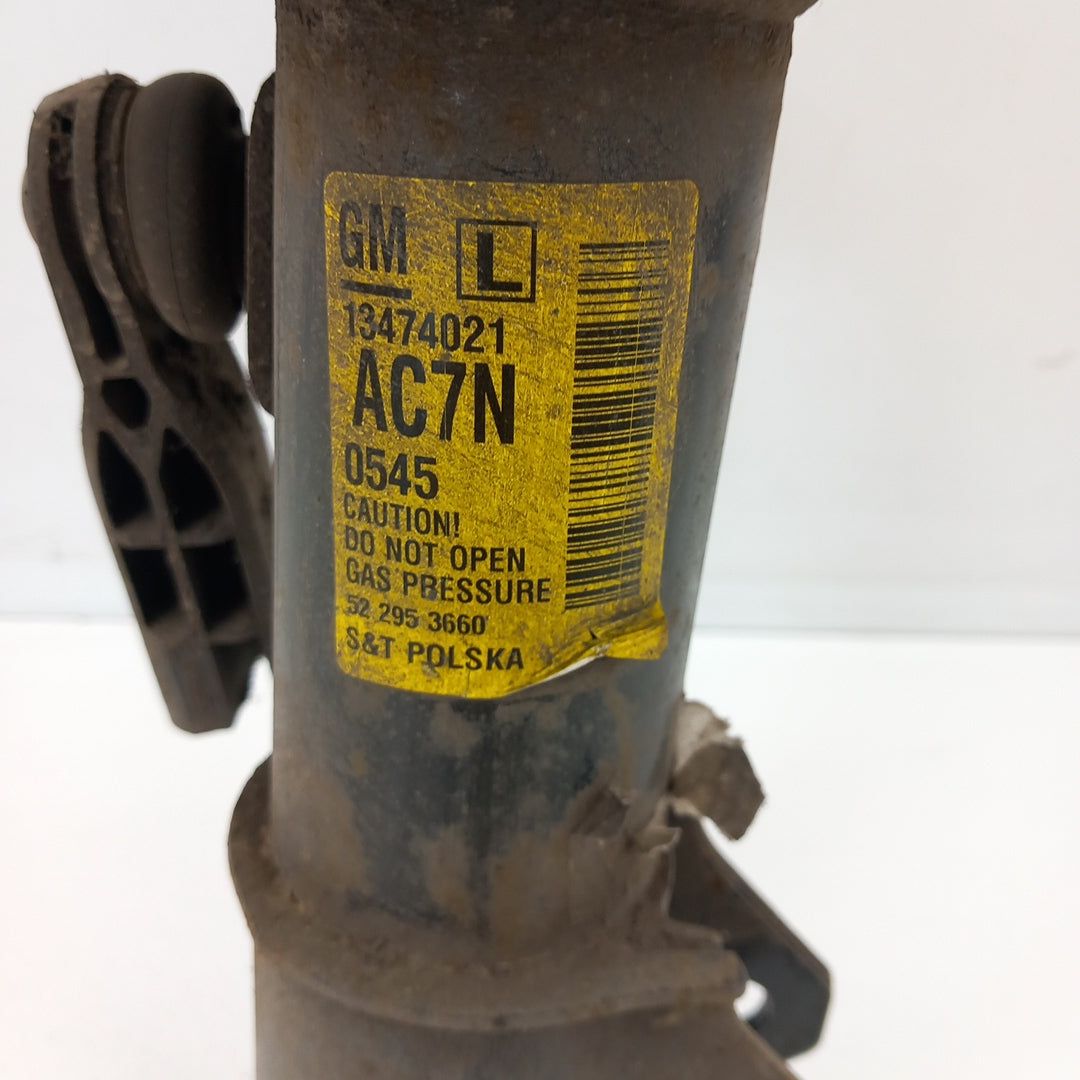 GM L
13474021
AC7N
0545
CAUTION!
DO NOT OPEN
GAS PRESSURE
52 295 3660
S&T POLSKA